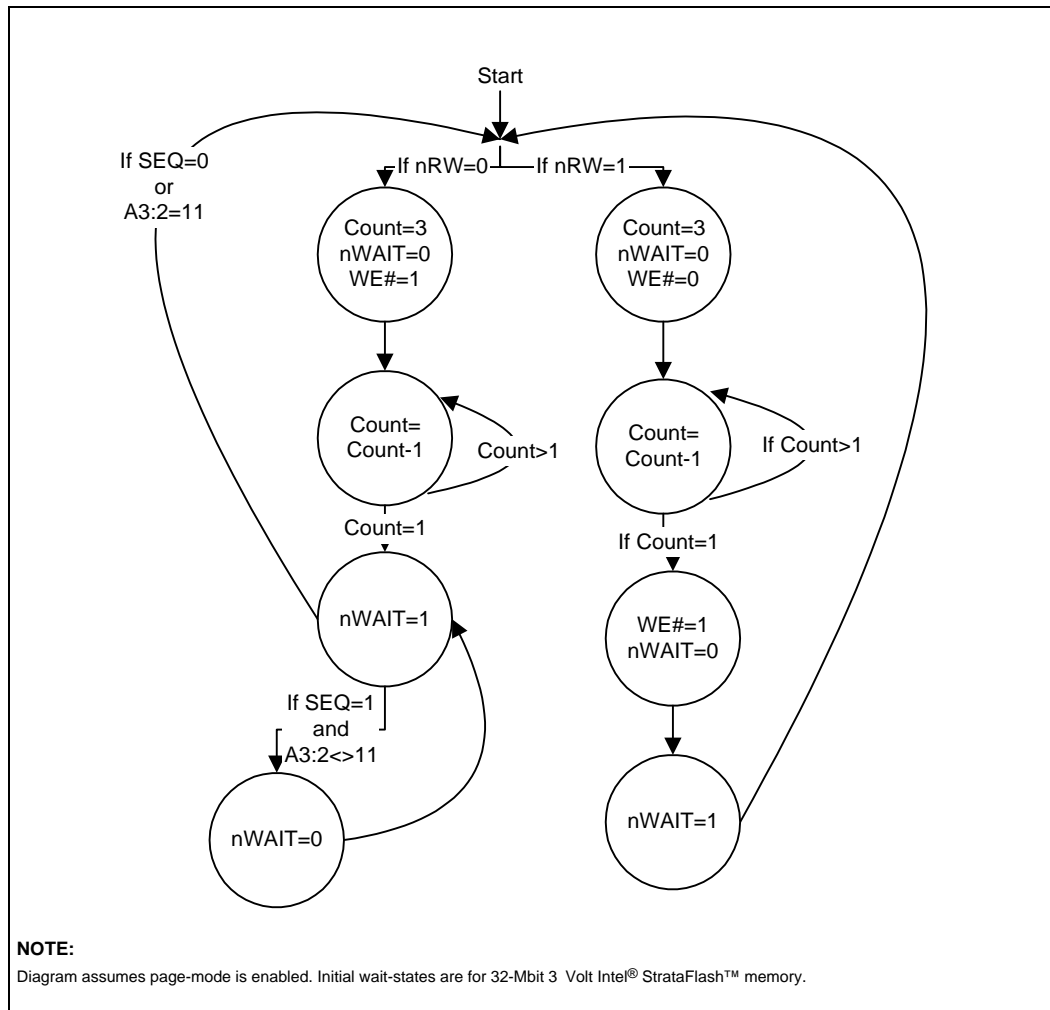 Start
If SEQ=0
or
A3:2=11
If nRW=0
If nRW=1
Count=3
nWAIT=0
WE#=1
Count=3
nWAIT=0
WE#=0
Count=
Count-1
Count>1
Count=
Count-1
If Count>1
Count=1
If Count=1
nWAIT=1
WE#=1
nWAIT=0
If SEQ=1
and
A3:2<>11
nWAIT=0
nWAIT=1
NOTE:
Diagram assumes page-mode is enabled. Initial wait-states are for 32-Mbit 3 Volt Intel® StrataFlash™ memory.